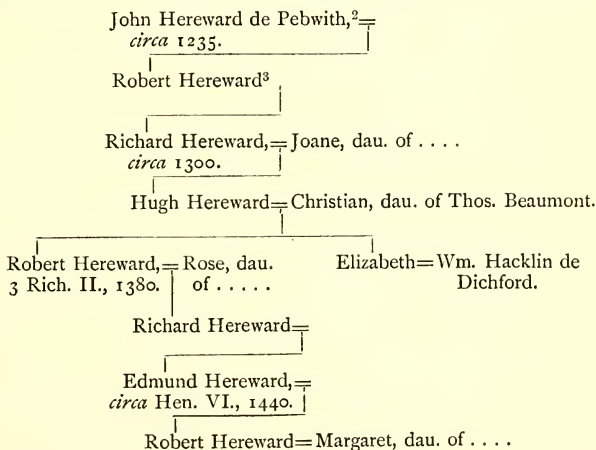 John Hereward de Pebwith,²=
circa 1235.
Robert Hereward³
Richard Hereward,=Joane, dau. of . . . .
circa 1300.
Hugh Hereward=Christian, dau. of Thos. Beaumont.
Robert Hereward,=Rose, dau. Elizabeth=Wm. Hacklin de
3 Rich. II., 1380. of . . . . . Dichford.
Richard Hereward=
Edmund Hereward,=
circa Hen. VI., 1440.
Robert Hereward=Margaret, dau. of . . . .